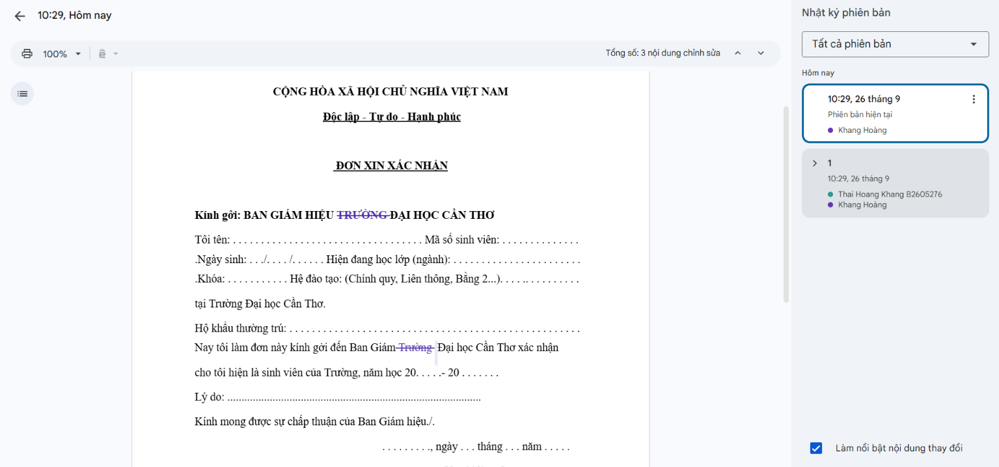 10:29, Hôm nay
100%
Tổng số: 3 nội dung chỉnh sửa
CỘNG HÒA XÃ HỘI CHỦ NGHĨA VIỆT NAM
Độc lập - Tự do - Hạnh phúc
ĐƠN XIN XÁC NHẬN
Kính gởi: BAN GIÁM HIỆU TRƯỜNG ĐẠI HỌC CẦN THƠ
Tôi tên: . . . . . . . . . . . . . . . . . . . . . . . . . . . . . . . . . . Mã số sinh viên: . . . . . . . . . . . . . .
.Ngày sinh: . . ./. . . . /. . . . . . Hiện đang học lớp (ngành): . . . . . . . . . . . . . . . . . . . . . . .
.Khóa: . . . . . . . . . . . Hệ đào tạo: (Chính quy, Liên thông, Bằng 2...). . . . .. . . . . . . . . .
tại Trường Đại học Cần Thơ.
Hộ khẩu thường trú: . . . . . . . . . . . . . . . . . . . . . . . . . . . . . . . . . . . . . . . . . . . . . . . . . . . .
Nay tôi làm đơn này kính gởi đến Ban Giám Trường Đại học Cần Thơ xác nhận
cho tôi hiện là sinh viên của Trường, năm học 20. . . . .- 20 . . . . . . .
Lý do: ..........................................................................................
Kính mong được sự chấp thuận của Ban Giám hiệu./.
. . . . . . . . ., ngày . . . tháng . . . năm . . . . .
Nhật ký phiên bản
Tất cả phiên bản
Hôm nay
10:29, 26 tháng 9
Phiên bản hiện tại
Khang Hoàng
1
10:29, 26 tháng 9
Thai Hoang Khang B2605276
Khang Hoàng
Làm nổi bật nội dung thay đổi